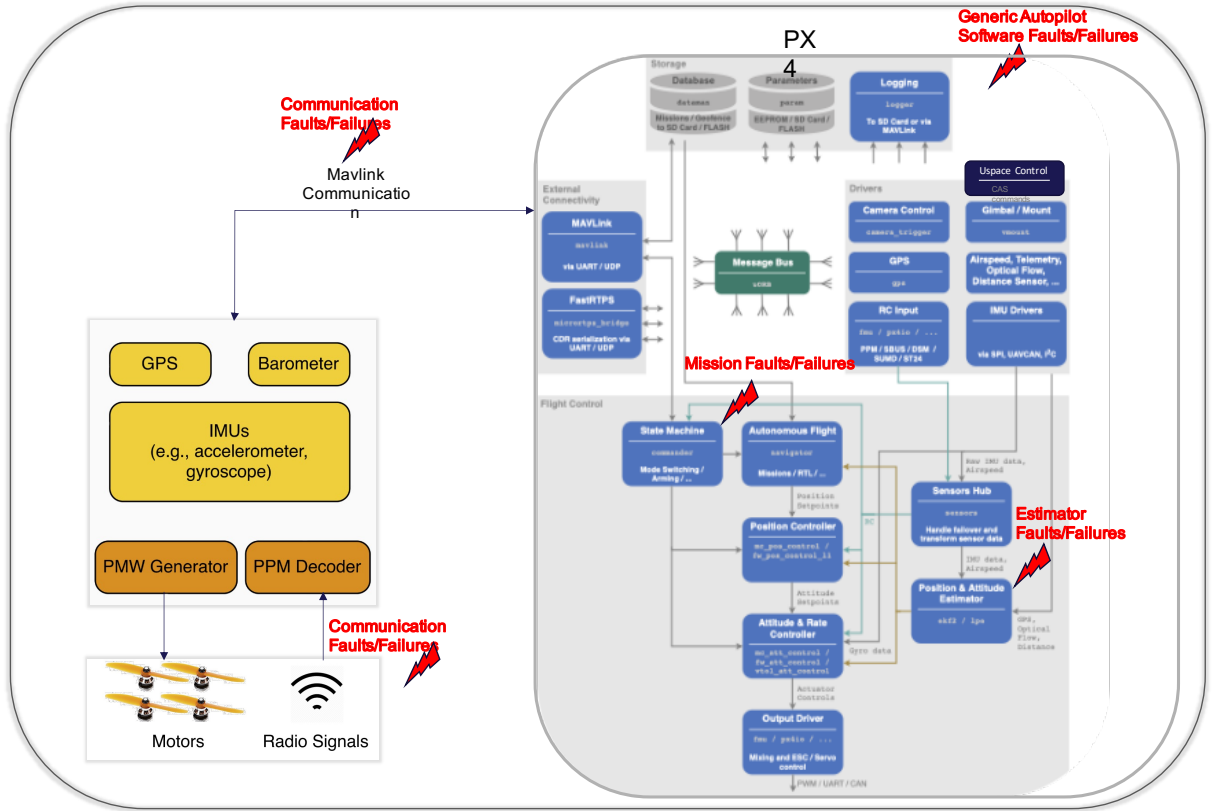 Generic Autopilot
Software Faults/Failures
PX
4
Storage
Database
dataman
Missions / Geofence
to SD Card / FLASH
Parameters
param
EEPROM / SD Card /
FLASH
Logging
logger
To SD Card or via
MAVLink
Communication
Faults/Failures
Mavlink
Communicatio
n
External
Connectivity
MAVLink
mavlink
via UART / UDP
FastRTPS
micrortps_bridge
CDR serialization via
UART / UDP
Message Bus
uORB
Uspace Control
CAS
commands
Drivers
Camera Control
camera_trigger
Gimbal / Mount
vmount
GPS
gps
Airspeed, Telemetry,
Optical Flow,
Distance Sensor, ...
RC Input
fmu / px4io / ...
PPM / SBUS / DSM /
SUMD / ST24
IMU Drivers
via SPI, UAVCAN, I²C
Mission Faults/Failures
GPS
Barometer
IMUs
(e.g., accelerometer,
gyroscope)
PMW Generator
PPM Decoder
Communication
Faults/Failures
Motors
Radio Signals
Flight Control
State Machine
commander
Mode Switching /
Arming / ...
Autonomous Flight
navigator
Missions / RTL / ...
Position
Setpoints
Raw IMU data,
Airspeed
Sensors Hub
sensors
Handle failover and
transform sensor data
RC
Estimator
Faults/Failures
Position Controller
mc_pos_control /
fw_pos_control_l1
IMU data,
Airspeed
Attitude
Setpoints
Position & Attitude
Estimator
ekf2 / lpe
GPS,
Optical
Flow,
Distance
Attitude & Rate
Controller
mc_att_control /
fw_att_control /
vtol_att_control
Gyro data
Actuator
Controls
Output Driver
fmu / px4io / ...
Mixing and ESC / Servo
control
PWM / UART / CAN